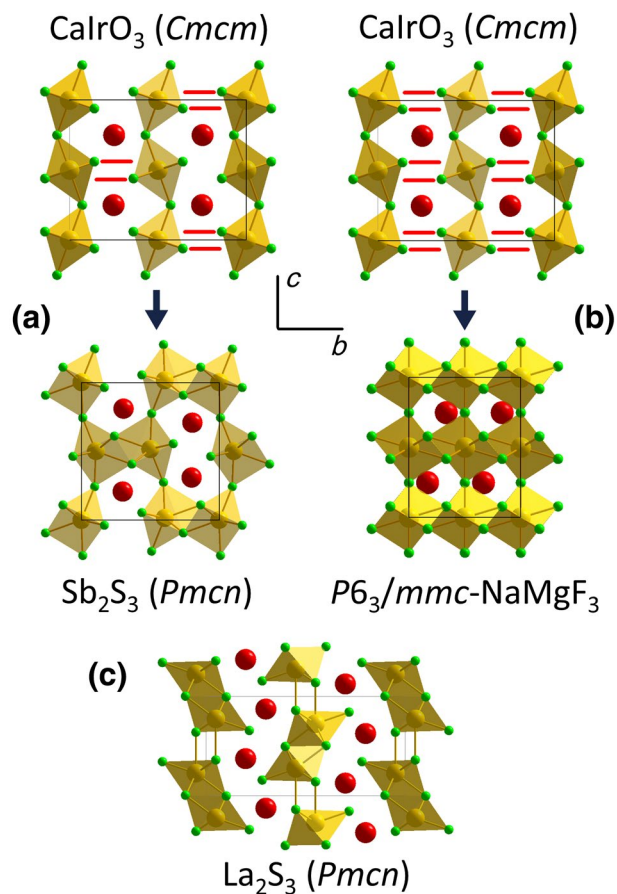 CaIrO₃ (Cmcm)
CaIrO₃ (Cmcm)
(a)
c
b
(b)
Sb₂S₃ (Pmcn)
P6₃/mmc-NaMgF₃
(c)
La₂S₃ (Pmcn)